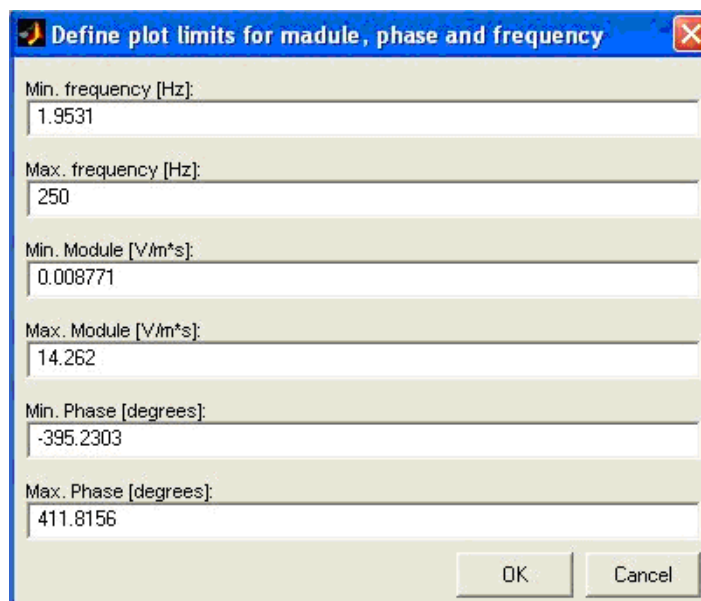 Define plot limits for madule, phase and frequency
Min. frequency [Hz]:
1.9531
Max. frequency [Hz]:
250
Min. Module [V/m*s]:
0.008771
Max. Module [V/m*s]:
14.262
Min. Phase [degrees]:
-395.2303
Max. Phase [degrees]:
411.8156
OK Cancel